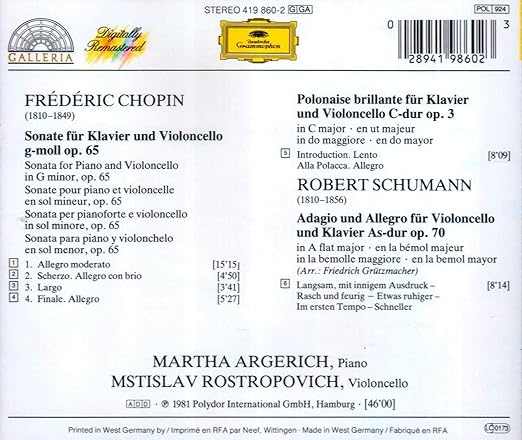 STEREO 419 860-2 G GA
POL 924
GALLERIA
Digitally
Remastered
Deutsche
Grammophon
0 3
28941 98602
FRÉDÉRIC CHOPIN
(1810–1849)
Sonate für Klavier und Violoncello
g-moll op. 65
Sonata for Piano and Violoncello
in G minor, op. 65
Sonate pour piano et violoncelle
en sol mineur, op. 65
Sonata per pianoforte e violoncello
in sol minore, op. 65
Sonata para piano y violonchelo
en sol menor, op. 65
1 1. Allegro moderato [15'15]
2 2. Scherzo. Allegro con brio [4'50]
3 3. Largo [3'41]
4 4. Finale. Allegro [5'27]
Polonaise brillante für Klavier
und Violoncello C-dur op. 3
in C major · en ut majeur
in do maggiore · en do mayor
5 Introduction. Lento [8'09]
Alla Polacca. Allegro
ROBERT SCHUMANN
(1810–1856)
Adagio und Allegro für Violoncello
und Klavier As-dur op. 70
in A flat major · en la bémol majeur
in la bemolle maggiore · en la bemol mayor
(Arr.: Friedrich Grützmacher)
6 Langsam, mit innigem Ausdruck – [8'14]
Rasch und feurig – Etwas ruhiger –
Im ersten Tempo – Schneller
MARTHA ARGERICH, Piano
MSTISLAV ROSTROPOVICH, Violoncello
ADD · ℗ 1981 Polydor International GmbH, Hamburg · [46'00]
Printed in West Germany by / Imprimé en RFA par Neef, Wittingen · Made in West Germany / Fabriqué en RFA
LC 0173